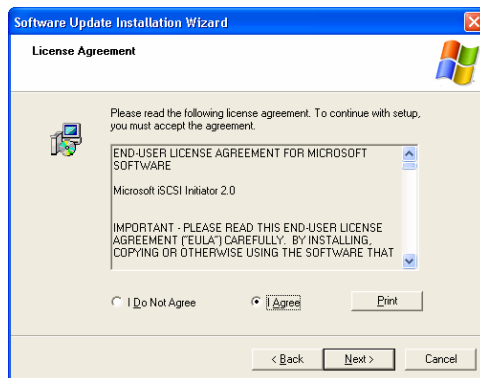 Software Update Installation Wizard
License Agreement
Please read the following license agreement. To continue with setup,
you must accept the agreement.
END-USER LICENSE AGREEMENT FOR MICROSOFT
SOFTWARE
Microsoft iSCSI Initiator 2.0
IMPORTANT - PLEASE READ THIS END-USER LICENSE
AGREEMENT ("EULA") CAREFULLY. BY INSTALLING,
COPYING OR OTHERWISE USING THE SOFTWARE THAT
I Do Not Agree
I Agree
Print
< Back
Next >
Cancel